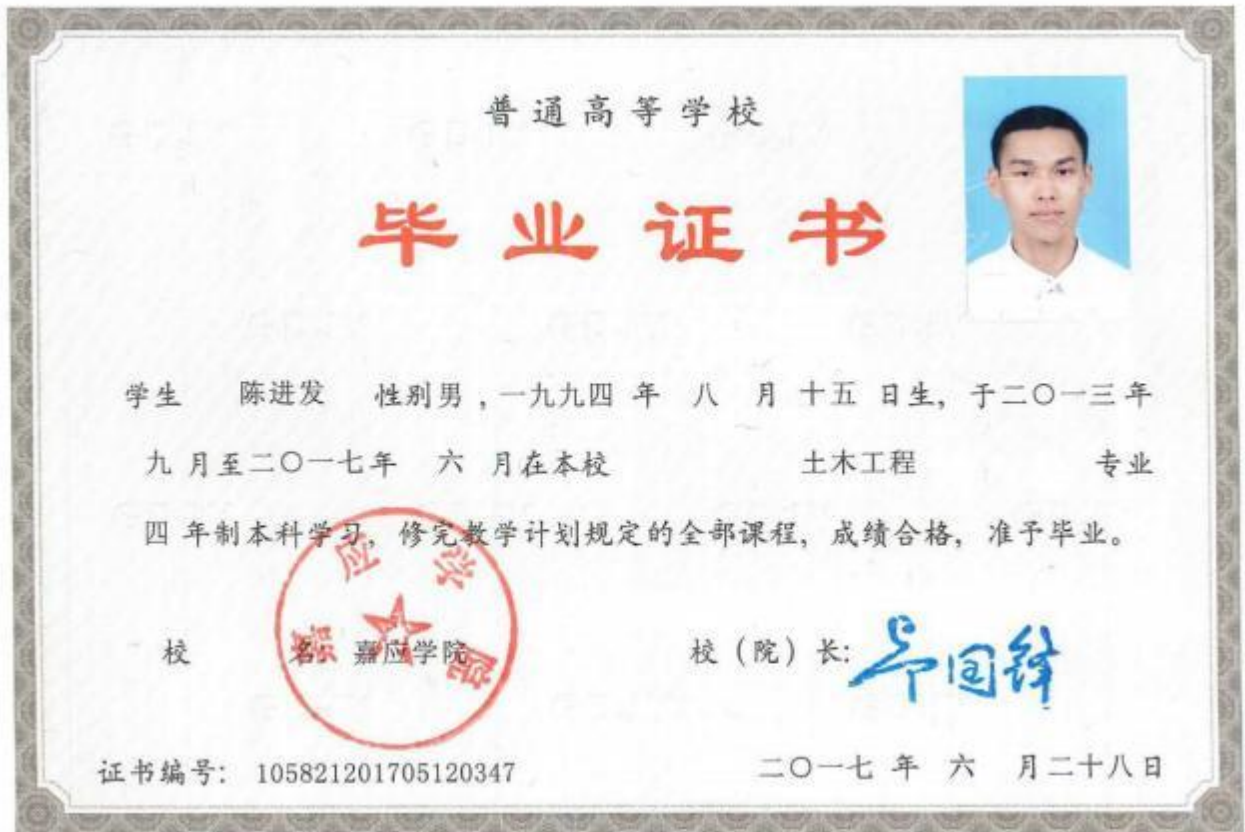 普通高等学校
毕业证书
学生 陈进发 性别男，一九九四 年 八 月 十五 日生，于二〇一三年
九 月至二〇一七年 六 月在本校 土木工程 专业
四 年制本科学习，修完教学计划规定的全部课程，成绩合格，准予毕业。
校 名 嘉应学院 校（院）长：
嘉应学院
证书编号： 105821201705120347 二〇一七 年 六 月二十八日